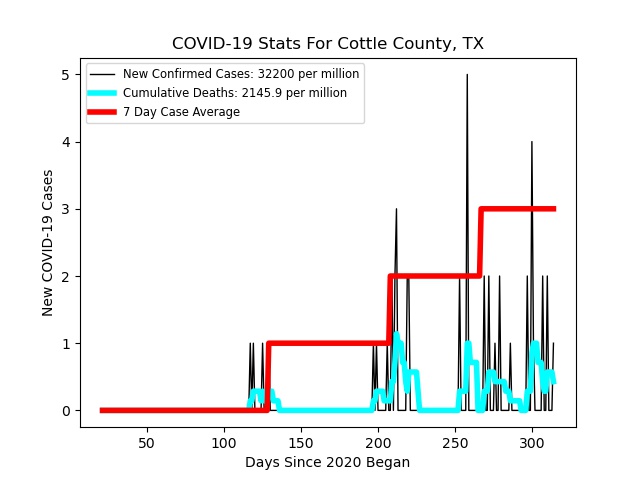 COVID-19 Stats For Cottle County, TX
New Confirmed Cases: 32200 per million
Cumulative Deaths: 2145.9 per million
7 Day Case Average
New COVID-19 Cases
5
4
3
2
1
0
50 100 150 200 250 300
Days Since 2020 Began